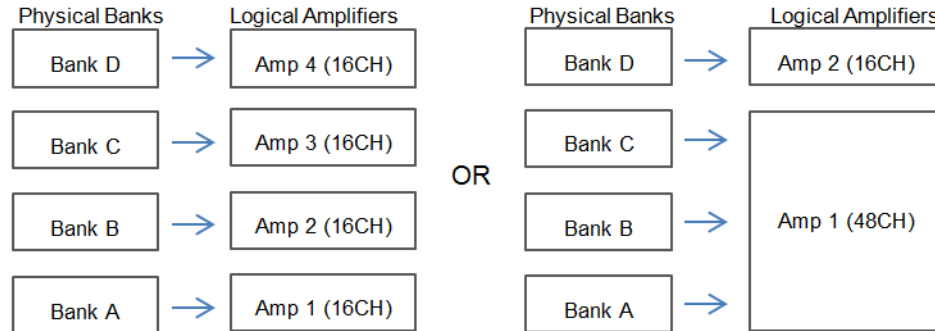 Physical Banks Logical Amplifiers
Bank D Amp 4 (16CH)
Bank C Amp 3 (16CH)
Bank B Amp 2 (16CH)
Bank A Amp 1 (16CH)
OR
Physical Banks Logical Amplifiers
Bank D Amp 2 (16CH)
Bank C
Bank B Amp 1 (48CH)
Bank A